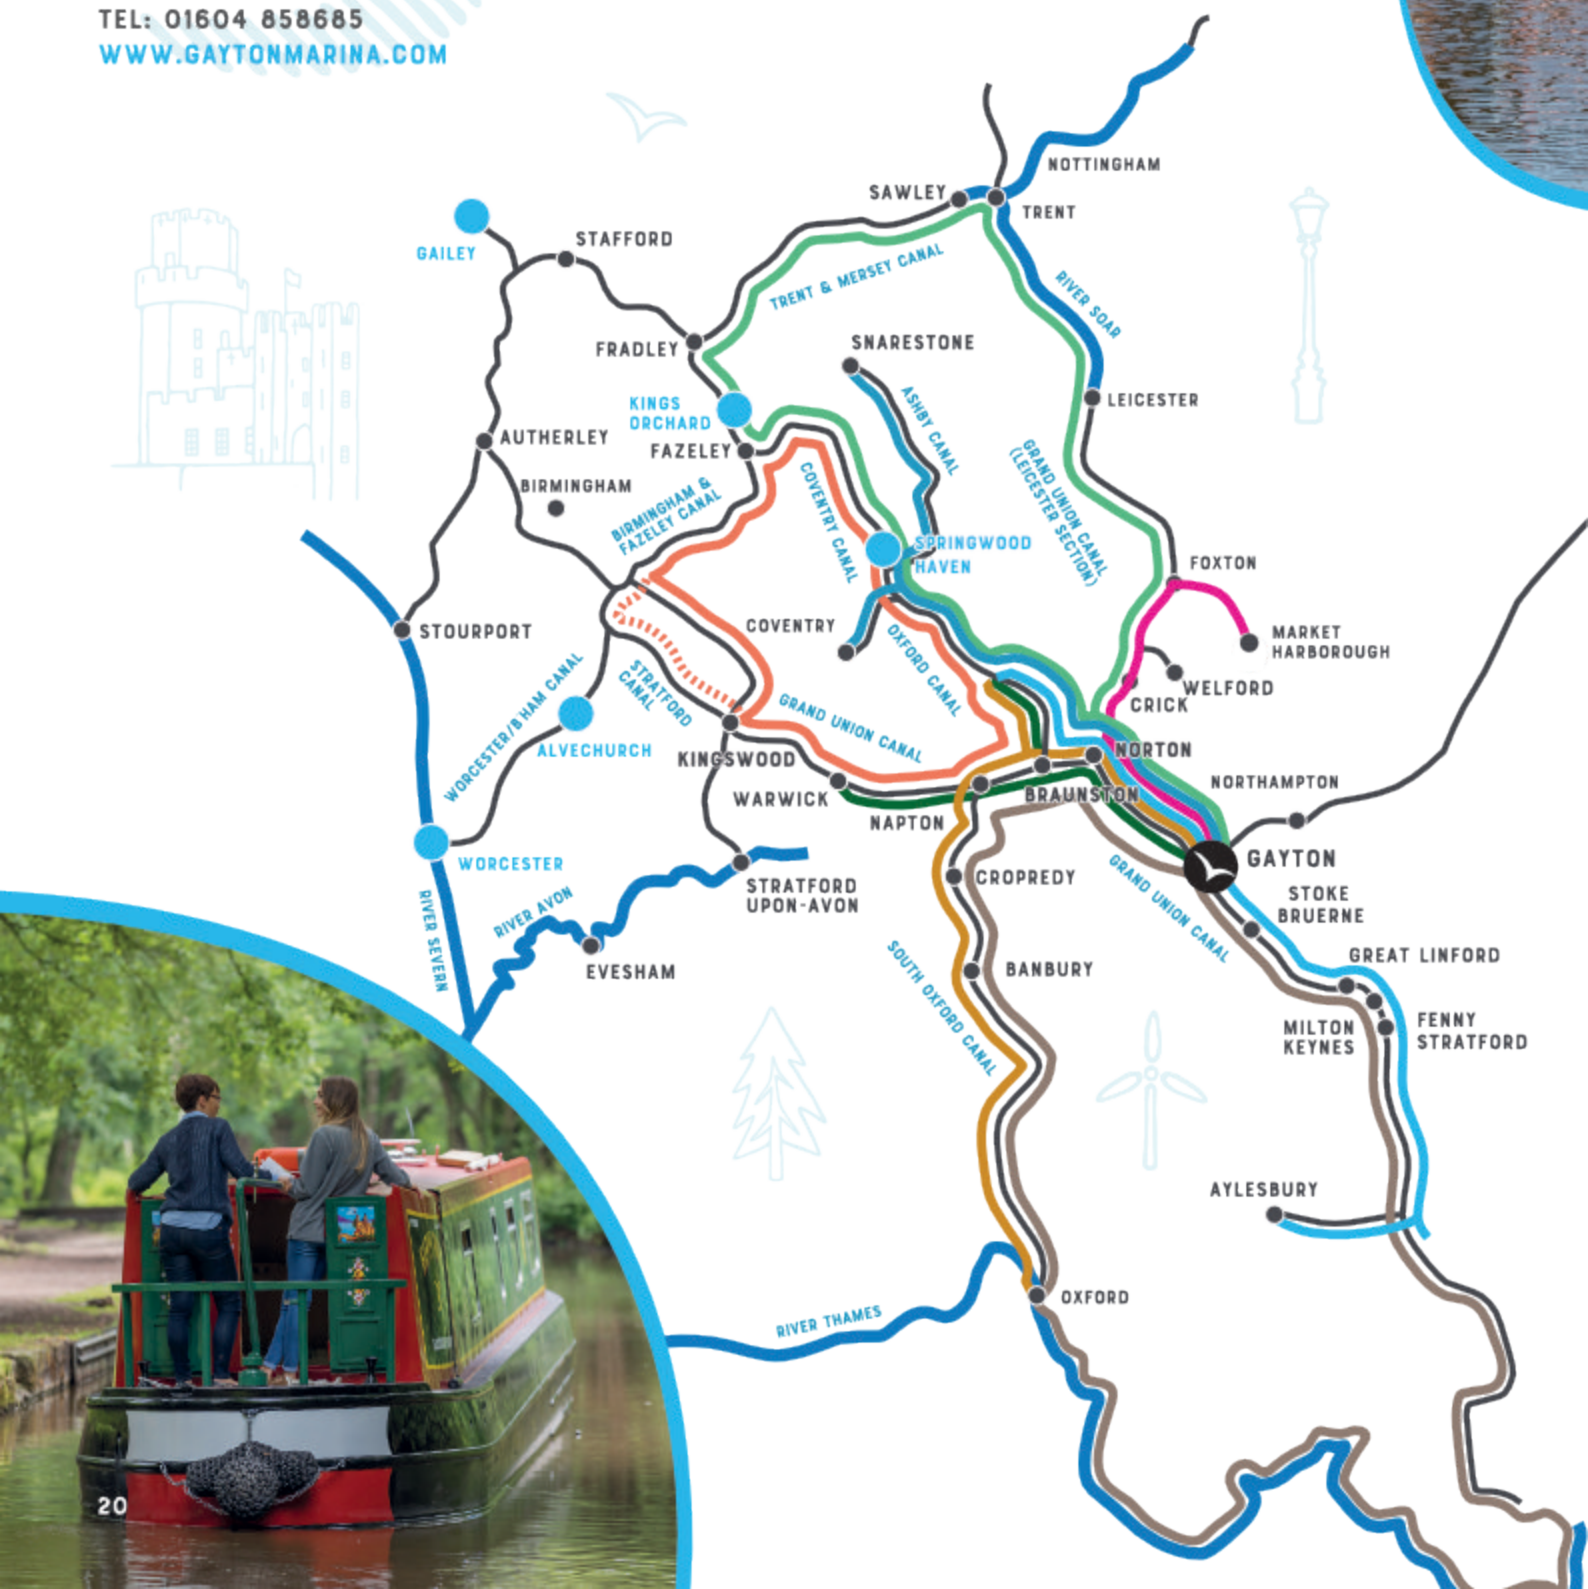 TEL: 01604 858685
WWW.GAYTONMARINA.COM
NOTTINGHAM
SAWLEY
TRENT
GAILEY
STAFFORD
TRENT & MERSEY CANAL
RIVER SOAR
FRADLEY
SNARESTONE
KINGS
ORCHARD
ASHBY CANAL
LEICESTER
AUTHERLEY
FAZELEY
BIRMINGHAM
BIRMINGHAM &
FAZELEY CANAL
COVENTRY CANAL
GRAND UNION CANAL
(LEICESTER SECTION)
SPRINGWOOD
HAVEN
FOXTON
STOURPORT
COVENTRY
OXFORD CANAL
MARKET
HARBOROUGH
WELFORD
CRICK
WORCESTER/B'HAM CANAL
STRATFORD
CANAL
ALVECHURCH
GRAND UNION CANAL
KINGSWOOD
NORTON
WARWICK
NAPTON
BRAUNSTON
NORTHAMPTON
WORCESTER
GAYTON
STRATFORD
UPON-AVON
CROPREDY
GRAND UNION CANAL
STOKE
BRUERNE
RIVER SEVERN
RIVER AVON
EVESHAM
SOUTH OXFORD CANAL
BANBURY
GREAT LINFORD
MILTON
KEYNES
FENNY
STRATFORD
AYLESBURY
OXFORD
RIVER THAMES
20